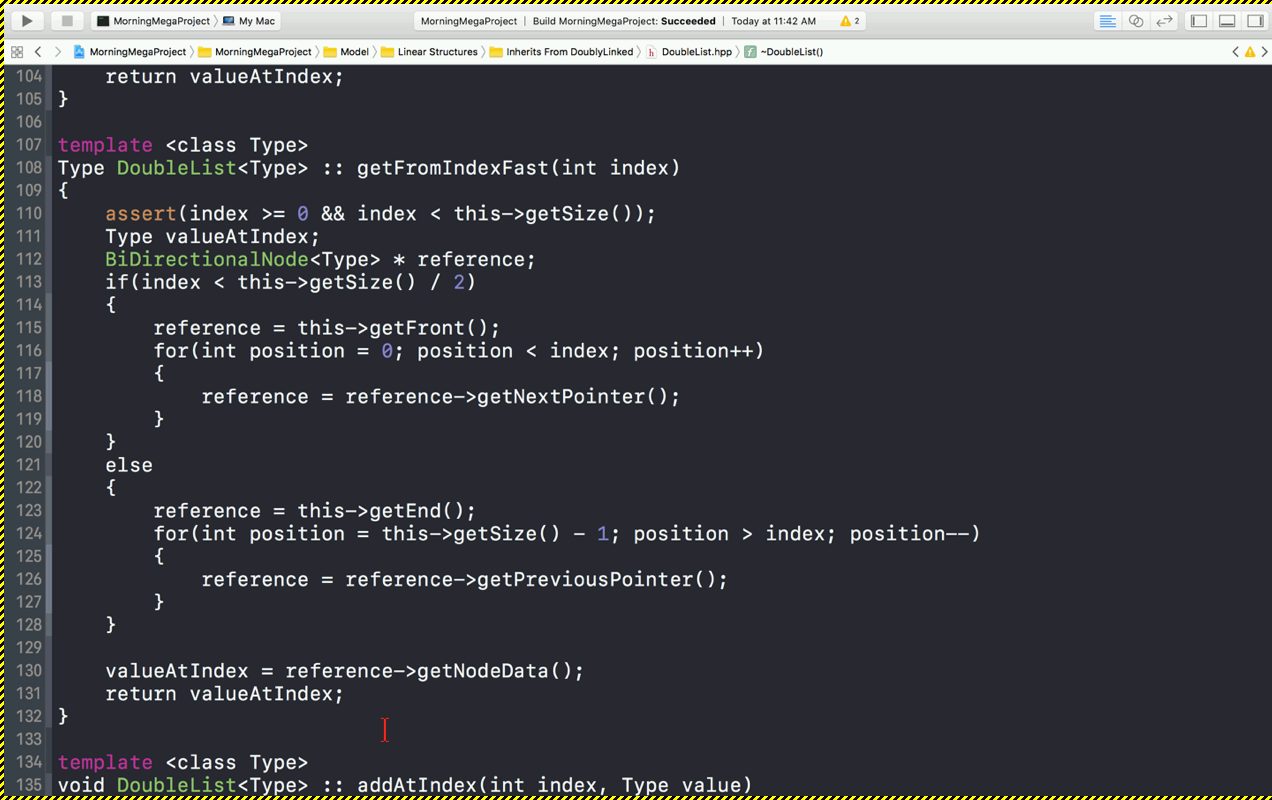 MorningMegaProject 〉 My Mac
MorningMegaProject | Build MorningMegaProject: Succeeded | Today at 11:42 AM
2
MorningMegaProject 〉 MorningMegaProject 〉 Model 〉 Linear Structures 〉 Inherits From DoublyLinked 〉 h DoubleList.hpp 〉 f ~DoubleList()
104     return valueAtIndex;
105 }
106
107 template <class Type>
108 Type DoubleList<Type> :: getFromIndexFast(int index)
109 {
110     assert(index >= 0 && index < this->getSize());
111     Type valueAtIndex;
112     BiDirectionalNode<Type> * reference;
113     if(index < this->getSize() / 2)
114     {
115         reference = this->getFront();
116         for(int position = 0; position < index; position++)
117         {
118             reference = reference->getNextPointer();
119         }
120     }
121     else
122     {
123         reference = this->getEnd();
124         for(int position = this->getSize() - 1; position > index; position--)
125         {
126             reference = reference->getPreviousPointer();
127         }
128     }
129
130     valueAtIndex = reference->getNodeData();
131     return valueAtIndex;
132 }
133
134 template <class Type>
135 void DoubleList<Type> :: addAtIndex(int index, Type value)